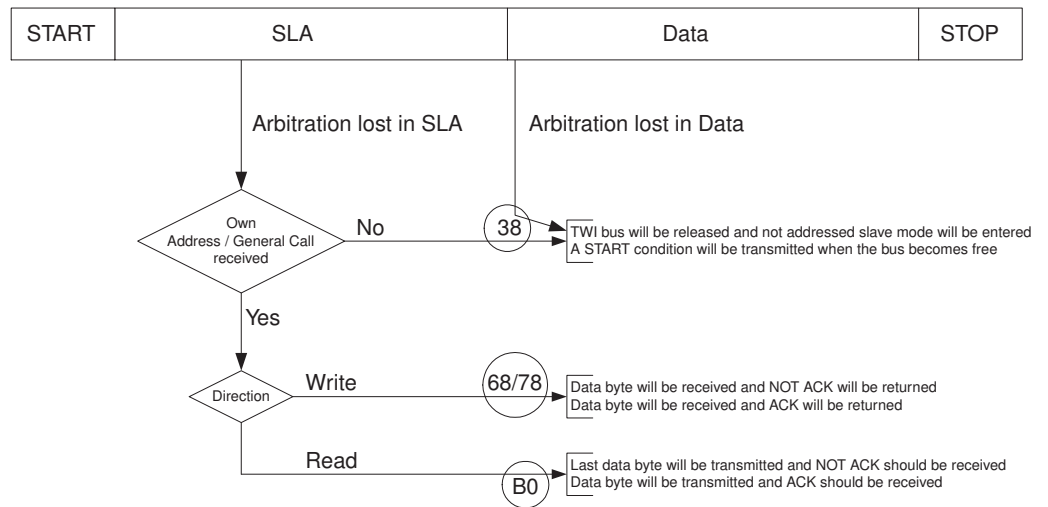 START SLA Data STOP
Arbitration lost in SLA Arbitration lost in Data
Own
Address / General Call
received
No
38
TWI bus will be released and not addressed slave mode will be entered
A START condition will be transmitted when the bus becomes free
Yes
Direction
Write
68/78
Data byte will be received and NOT ACK will be returned
Data byte will be received and ACK will be returned
Read
B0
Last data byte will be transmitted and NOT ACK should be received
Data byte will be transmitted and ACK should be received